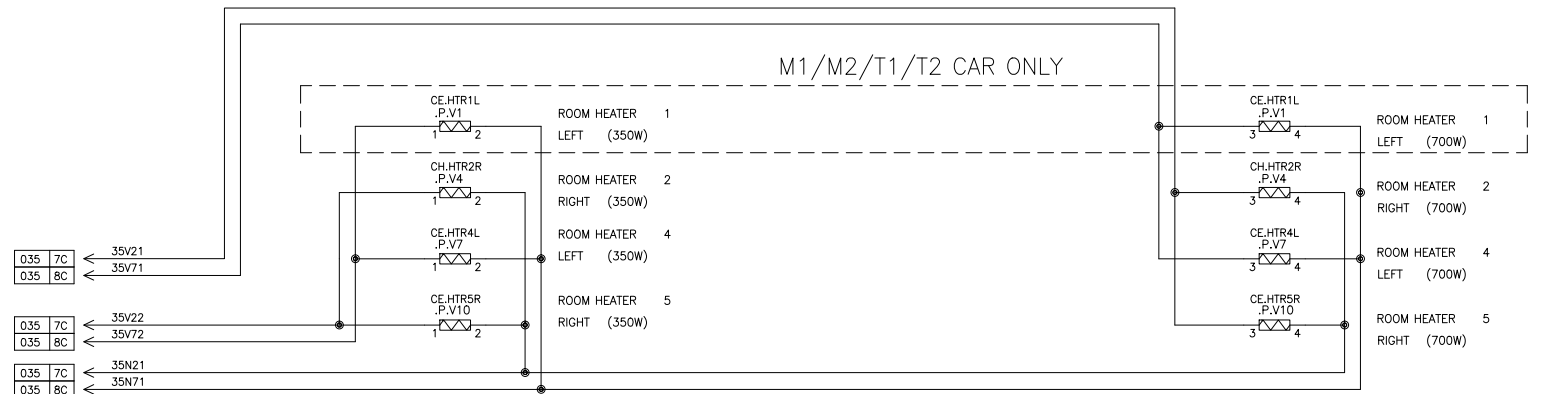 M1/M2/T1/T2 CAR ONLY
CE.HTR1L
.P.V1
1 2
ROOM HEATER 1
LEFT (350W)
CE.HTR1L
.P.V1
3 4
ROOM HEATER 1
LEFT (700W)
CH.HTR2R
.P.V4
1 2
ROOM HEATER 2
RIGHT (350W)
CH.HTR2R
.P.V4
3 4
ROOM HEATER 2
RIGHT (700W)
CE.HTR4L
.P.V7
1 2
ROOM HEATER 4
LEFT (350W)
CE.HTR4L
.P.V7
3 4
ROOM HEATER 4
LEFT (700W)
035 7C 35V21
035 8C 35V71
CE.HTR5R
.P.V10
1 2
ROOM HEATER 5
RIGHT (350W)
CE.HTR5R
.P.V10
3 4
ROOM HEATER 5
RIGHT (700W)
035 7C 35V22
035 8C 35V72
035 7C 35N21
035 8C 35N71